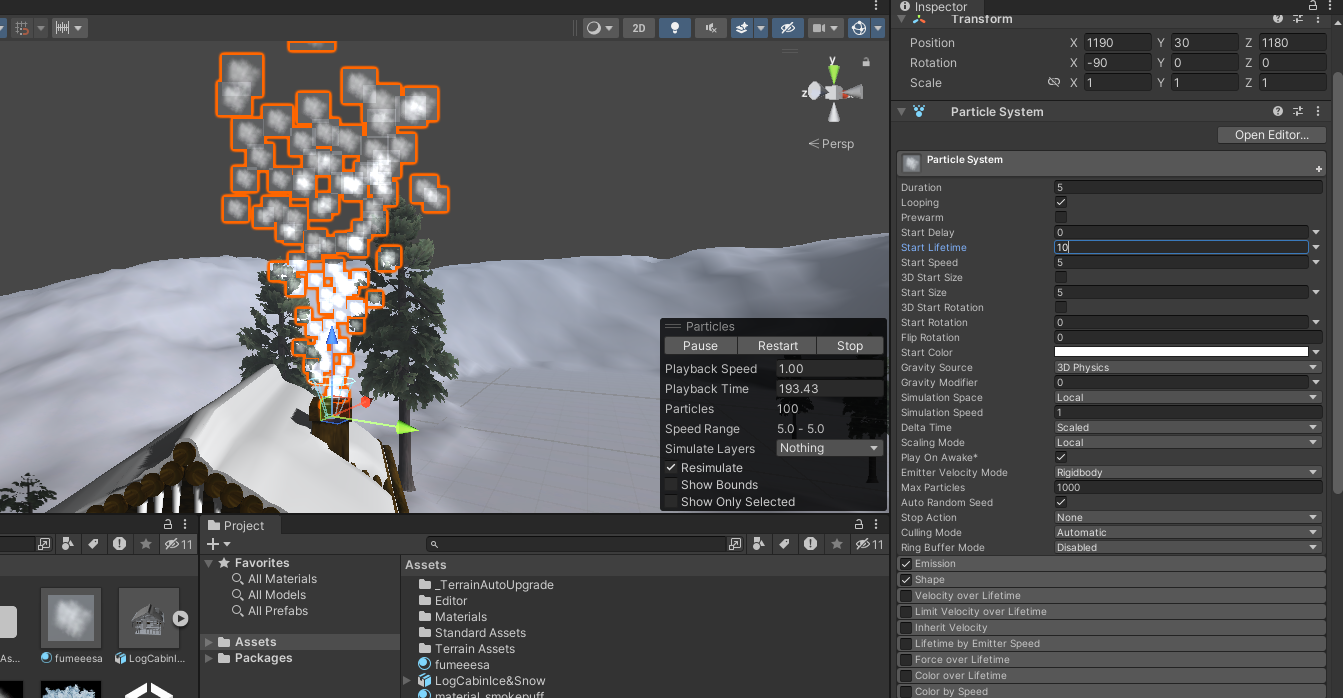 Inspector
2D
Transform
Position X 1190 Y 30 Z 1180
Rotation X -90 Y 0 Z 0
Scale X 1 Y 1 Z 1
y
z
Persp
Particle System
Open Editor...
Particle System
Duration 5
Looping
Prewarm
Start Delay 0
Start Lifetime 10
Start Speed 5
3D Start Size
Start Size 5
3D Start Rotation
Start Rotation 0
Flip Rotation 0
Start Color
Gravity Source 3D Physics
Gravity Modifier 0
Simulation Space Local
Simulation Speed 1
Delta Time Scaled
Scaling Mode Local
Play On Awake*
Emitter Velocity Mode Rigidbody
Max Particles 1000
Auto Random Seed
Stop Action None
Culling Mode Automatic
Ring Buffer Mode Disabled
Emission
Shape
Velocity over Lifetime
Limit Velocity over Lifetime
Inherit Velocity
Lifetime by Emitter Speed
Force over Lifetime
Color over Lifetime
Color by Speed
Particles
Pause Restart Stop
Playback Speed 1.00
Playback Time 193.43
Particles 100
Speed Range 5.0 - 5.0
Simulate Layers Nothing
Resimulate
Show Bounds
Show Only Selected
11
As...
fumeeesa
LogCabinI...
Project
11
Favorites
All Materials
All Models
All Prefabs
Assets
Packages
Assets
_TerrainAutoUpgrade
Editor
Materials
Standard Assets
Terrain Assets
fumeeesa
LogCabinIce&Snow
material_smokepuff